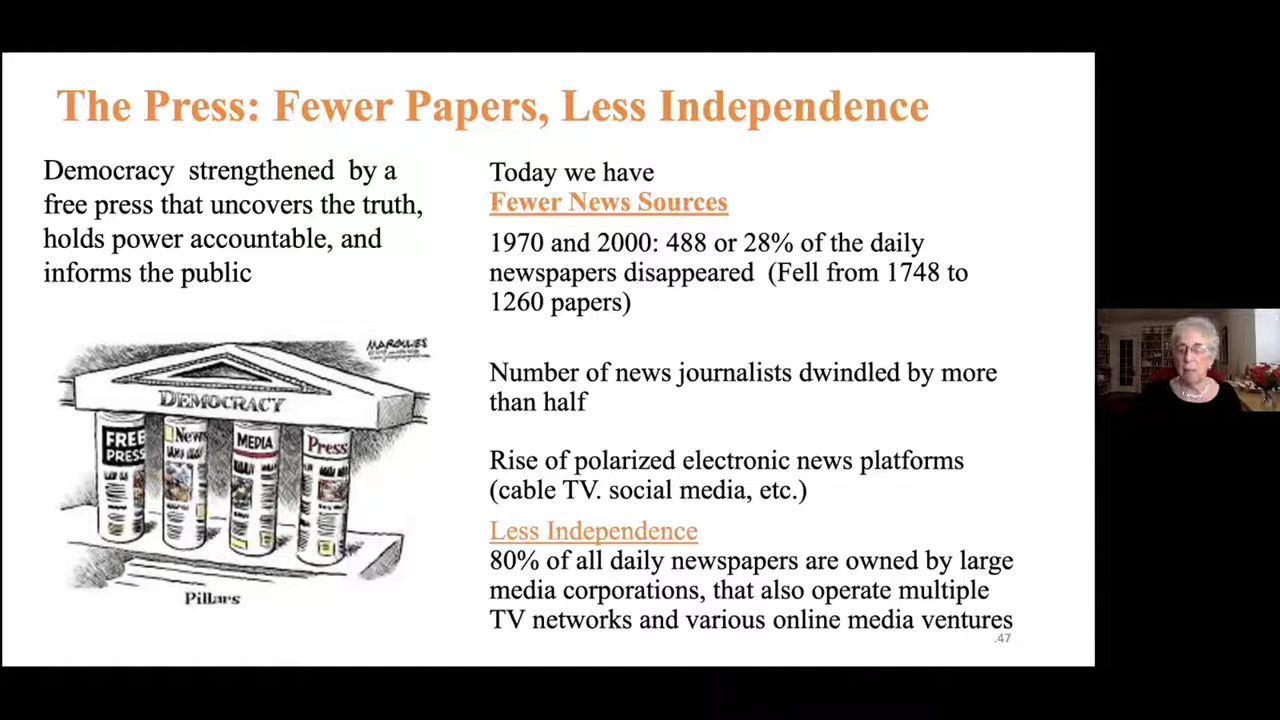 The Press: Fewer Papers, Less Independence
Democracy strengthened by a
free press that uncovers the truth,
holds power accountable, and
informs the public
MARGULIES
DEMOCRACY
FREE
PRESS
News
MEDIA
Press
Pillars
Today we have
Fewer News Sources
1970 and 2000: 488 or 28% of the daily
newspapers disappeared (Fell from 1748 to
1260 papers)
Number of news journalists dwindled by more
than half
Rise of polarized electronic news platforms
(cable TV. social media, etc.)
Less Independence
80% of all daily newspapers are owned by large
media corporations, that also operate multiple
TV networks and various online media ventures
.47